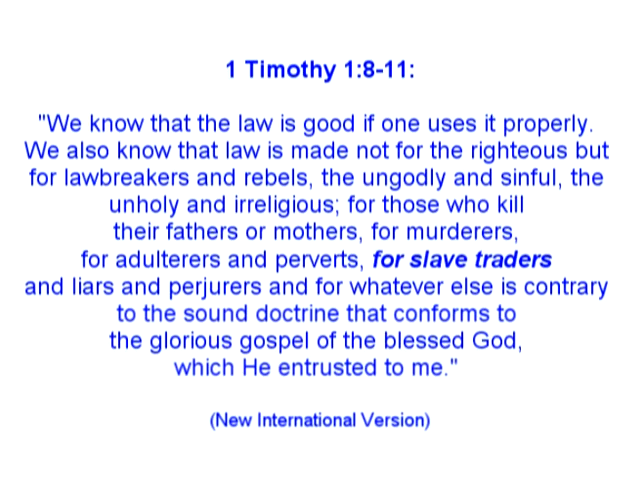 1 Timothy 1:8-11:
"We know that the law is good if one uses it properly.
We also know that law is made not for the righteous but
for lawbreakers and rebels, the ungodly and sinful, the
unholy and irreligious; for those who kill
their fathers or mothers, for murderers,
for adulterers and perverts, for slave traders
and liars and perjurers and for whatever else is contrary
to the sound doctrine that conforms to
the glorious gospel of the blessed God,
which He entrusted to me."
(New International Version)